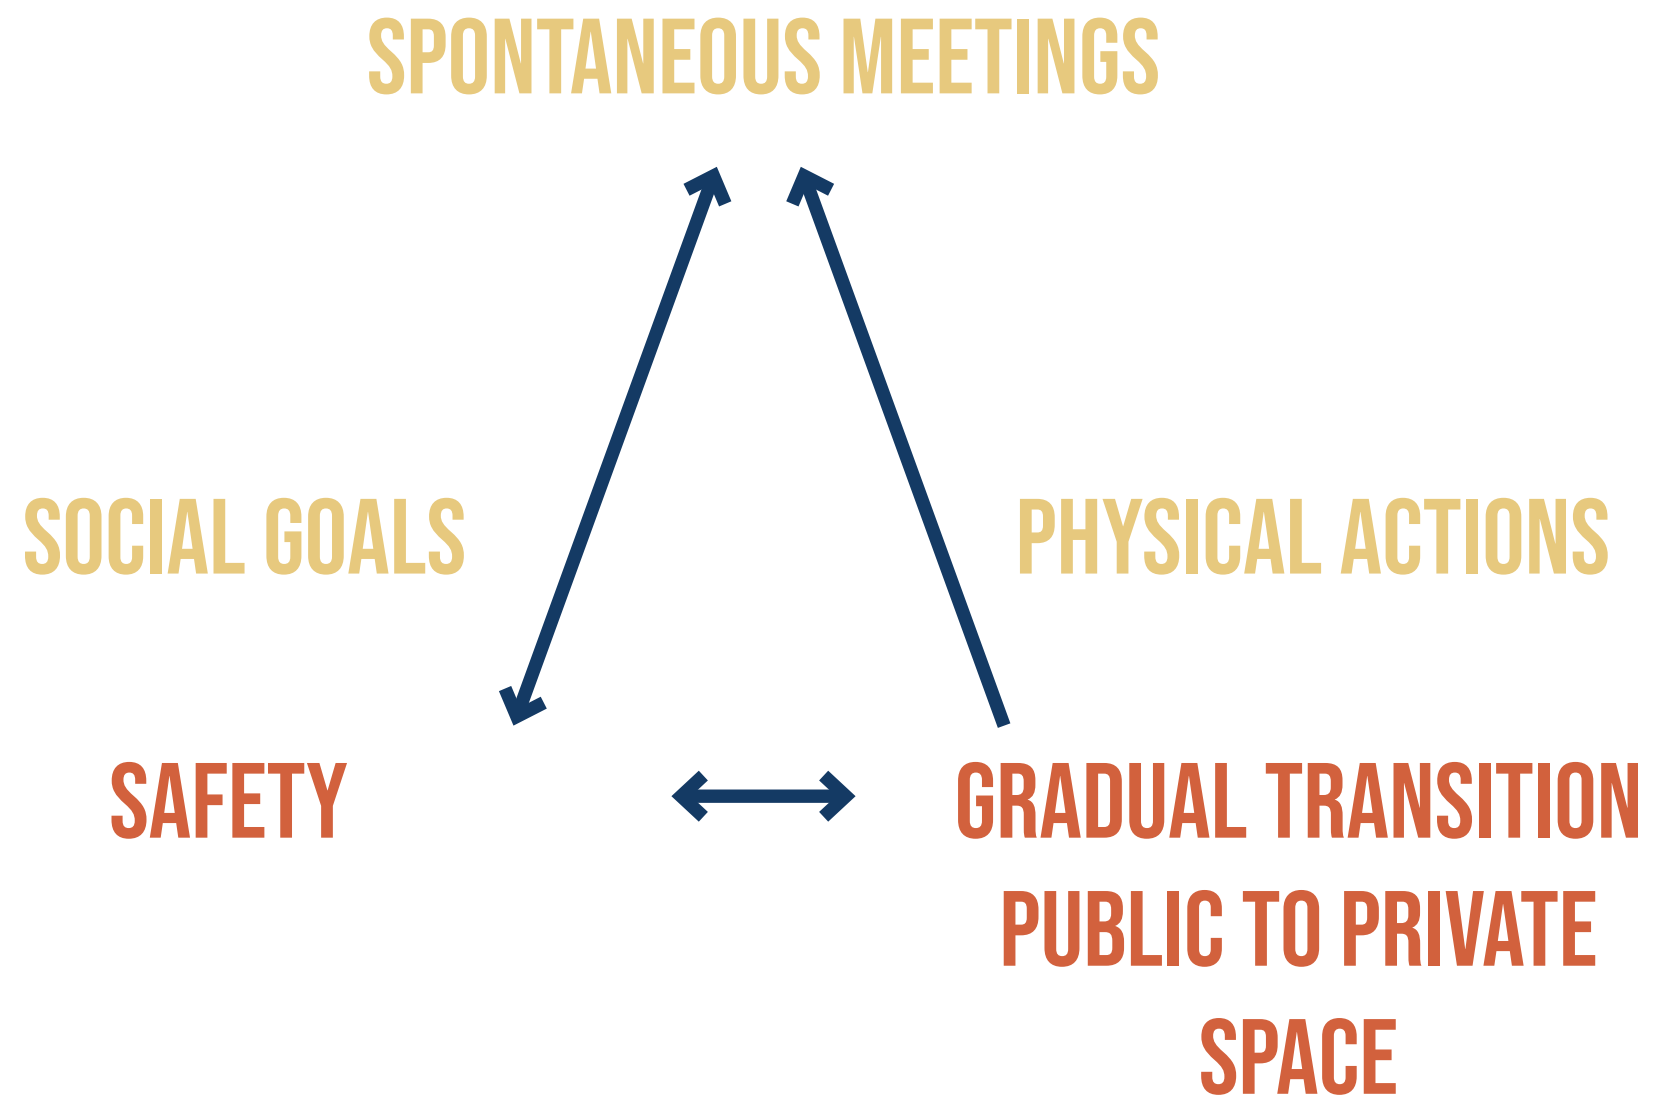 SPONTANEOUS MEETINGS
SOCIAL GOALS
PHYSICAL ACTIONS
SAFETY
GRADUAL TRANSITION
PUBLIC TO PRIVATE
SPACE